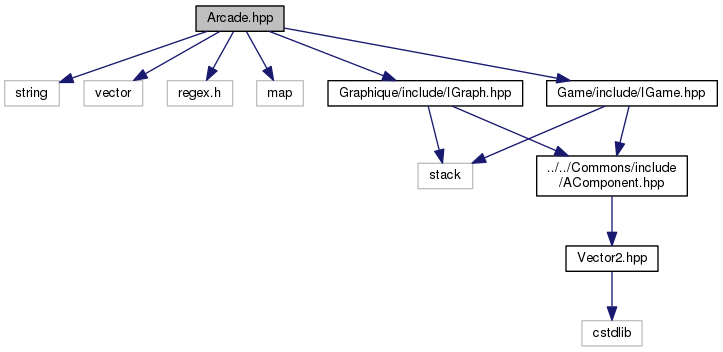 Arcade.hpp
string
vector
regex.h
map
Graphique/include/IGraph.hpp
Game/include/IGame.hpp
stack
../../Commons/include
/AComponent.hpp
Vector2.hpp
cstdlib